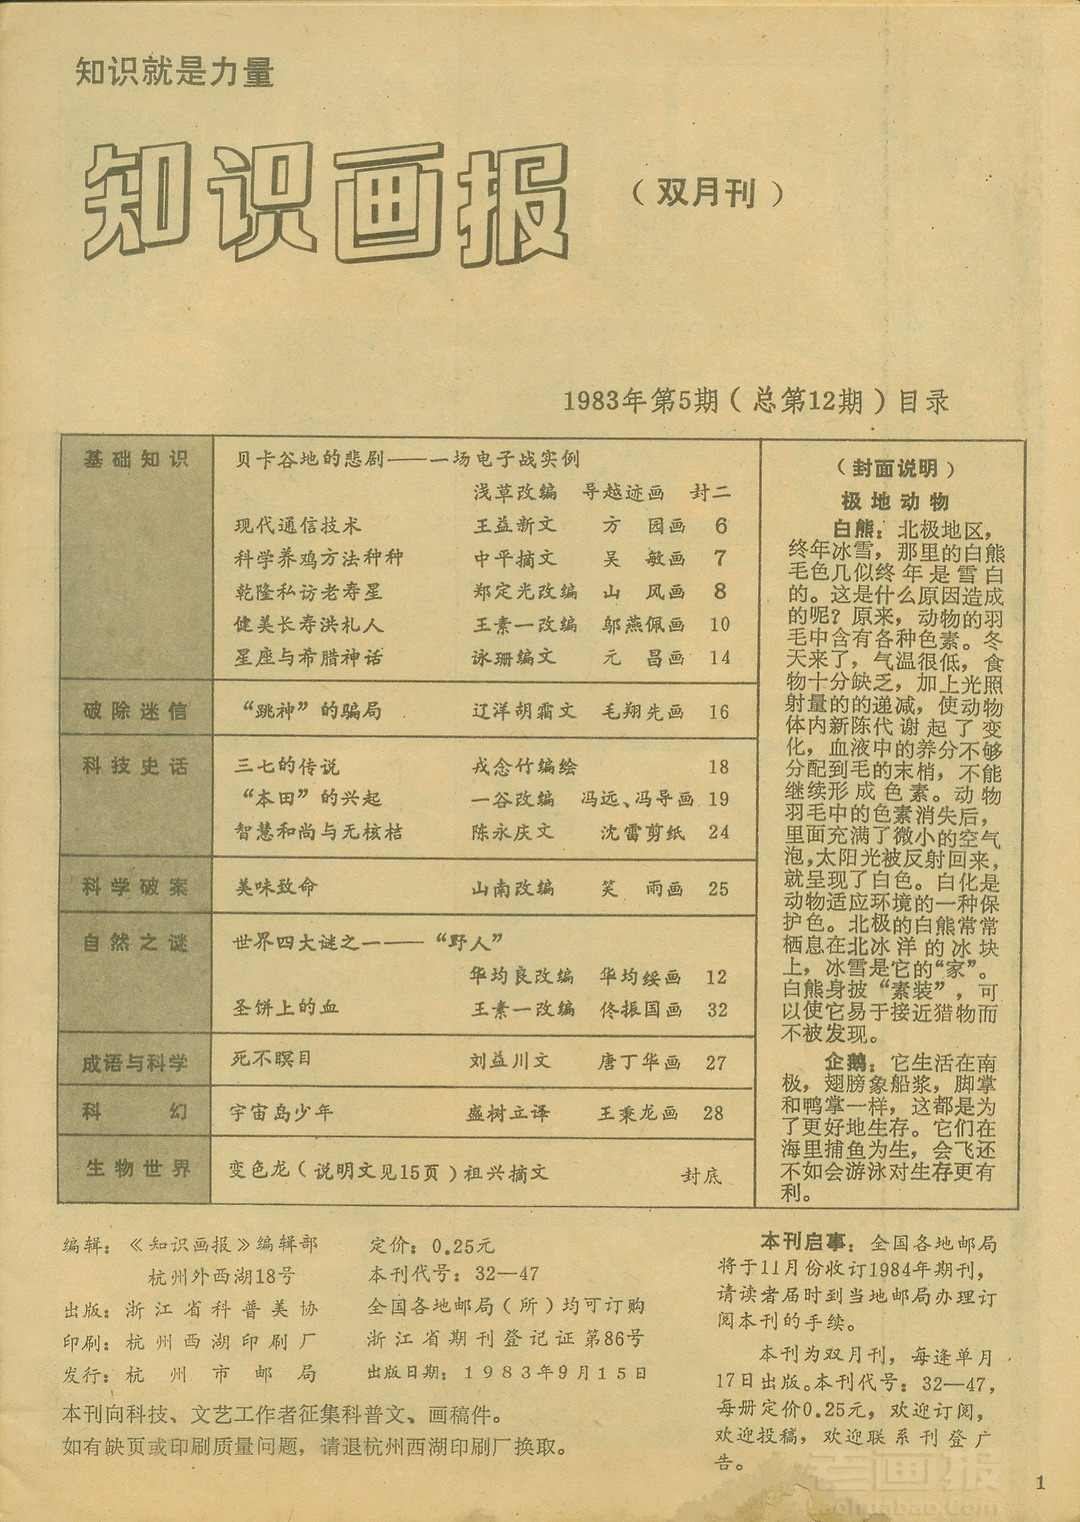 知识就是力量
知识画报
（双月刊）
1983年第5期（总第12期）目录
基础知识
贝卡谷地的悲剧——一场电子战实例
浅草改编 导越迹画 封二
现代通信技术 王益新文 方园画 6
科学养鸡方法种种 中平摘文 吴敏画 7
乾隆私访老寿星 郑定光改编 山风画 8
健美长寿洪札人 王素一改编 邬燕佩画 10
星座与希腊神话 詠珊编文 元昌画 14
破除迷信 “跳神”的骗局 辽洋胡霜文 毛翔先画 16
科技史话 三七的传说 戎念竹编绘 18
“本田”的兴起 一谷改编 冯远、冯导画 19
智慧和尚与无核桔 陈永庆文 沈雷剪纸 24
科学破案 美味致命 山南改编 笑雨画 25
自然之谜 世界四大谜之一——“野人”
华均良改编 华均绥画 12
圣饼上的血 王素一改编 佟振国画 32
成语与科学 死不瞑目 刘益川文 唐丁华画 27
科幻 宇宙岛少年 盛树立译 王秉龙画 28
生物世界 变色龙（说明文见15页）祖兴摘文 封底
（封面说明）
极地动物
白熊：北极地区，
终年冰雪，那里的白熊
毛色几似终年是雪白
的。这是什么原因造成
的呢？原来，动物的羽
毛中含有各种色素。冬
天来了，气温很低，食
物十分缺乏，加上光照
射量的的递减，使动物
体内新陈代谢起了变
化，血液中的养分不够
分配到毛的末梢，不能
继续形成色素。动物
羽毛中的色素消失后，
里面充满了微小的空气
泡，太阳光被反射回来，
就呈现了白色。白化是
动物适应环境的一种保
护色。北极的白熊常常
栖息在北冰洋的冰块
上，冰雪是它的“家”。
白熊身披“素装”，可
以使它易于接近猎物而
不被发现。
企鹅：它生活在南
极，翅膀象船浆，脚掌
和鸭掌一样，这都是为
了更好地生存。它们在
海里捕鱼为生，会飞还
不如会游泳对生存更有
利。
编辑：《知识画报》编辑部
杭州外西湖18号
出版：浙江省科普美协
印刷：杭州西湖印刷厂
发行：杭州市邮局
定价：0.25元
本刊代号：32—47
全国各地邮局（所）均可订购
浙江省期刊登记证第86号
出版日期：1983年9月15日
本刊向科技、文艺工作者征集科普文、画稿件。
如有缺页或印刷质量问题，请退杭州西湖印刷厂换取。
本刊启事：全国各地邮局
将于11月份收订1984年期刊，
请读者届时到当地邮局办理订
阅本刊的手续。
本刊为双月刊，每逢单月
17日出版。本刊代号：32—47，
每册定价0.25元，欢迎订阅，
欢迎投稿，欢迎联系刊登广
告。
老画报
Laohuabao.Com
1